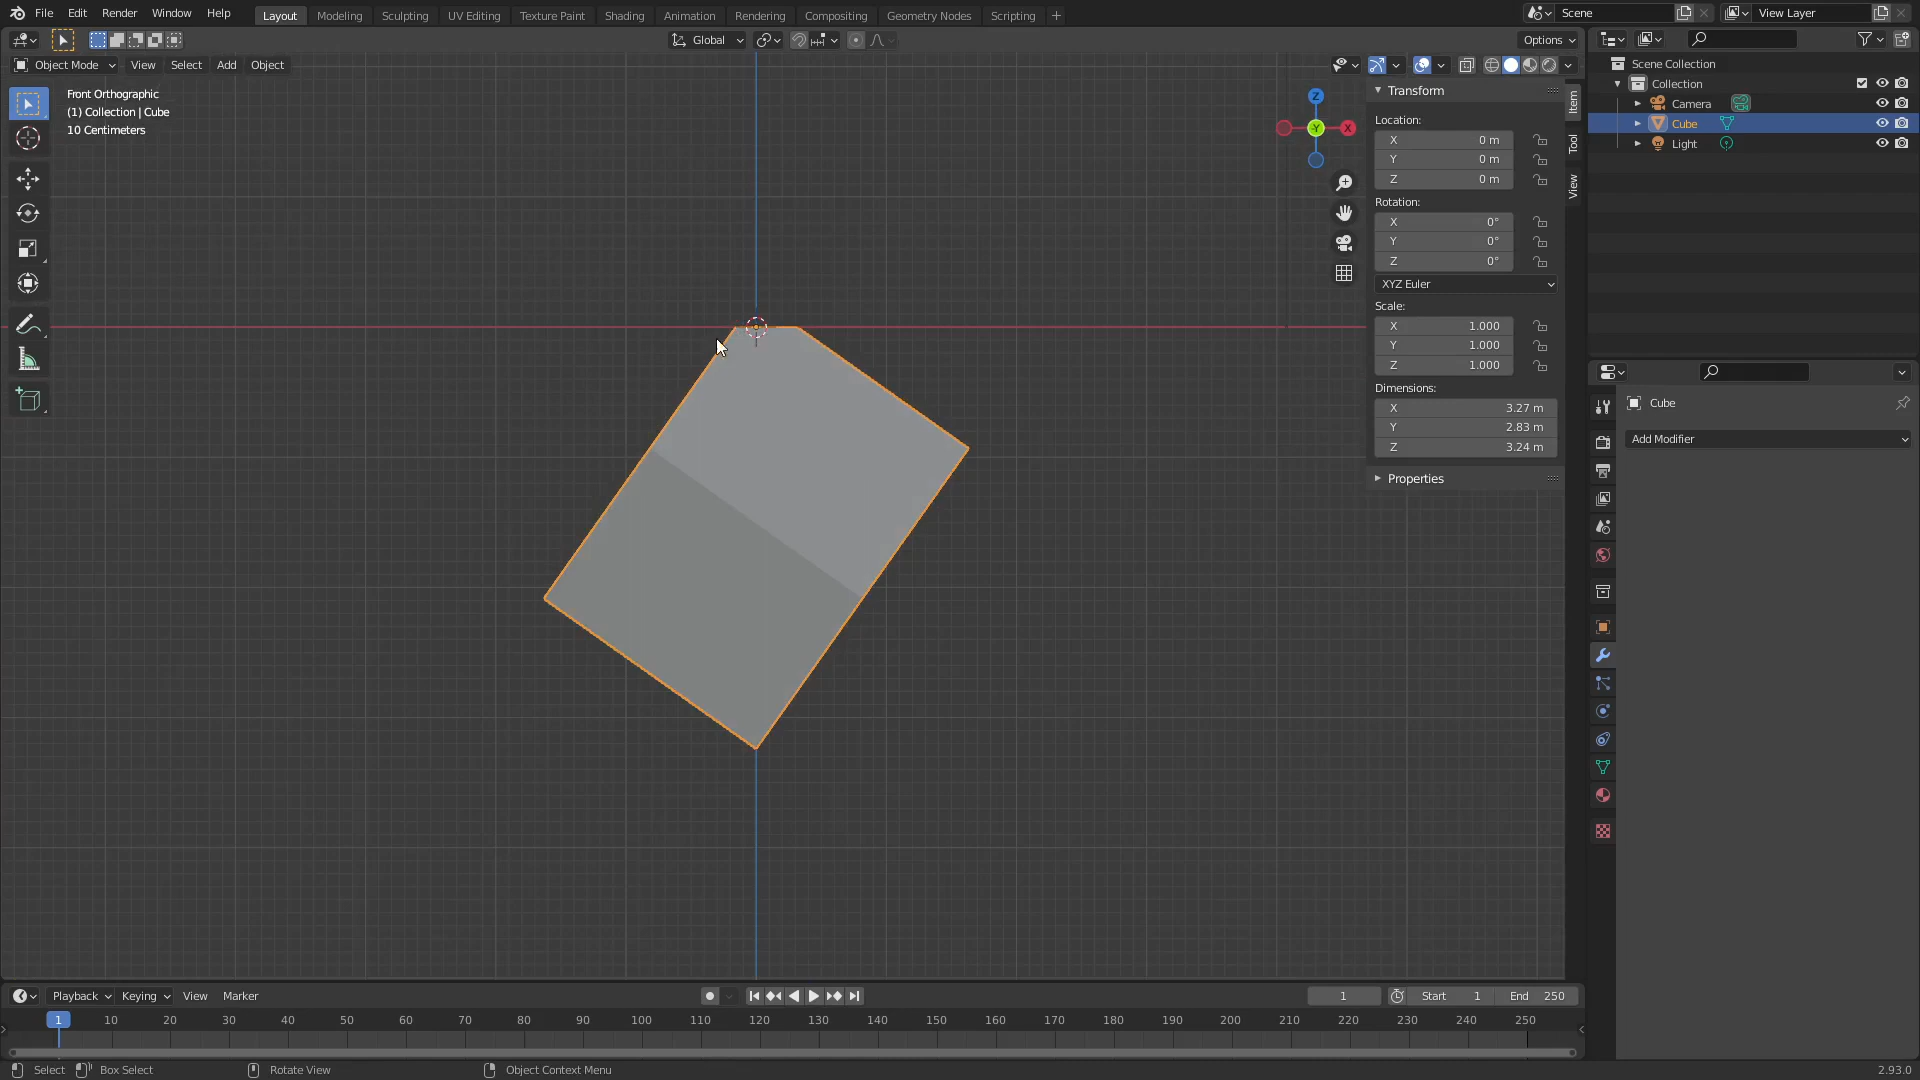 File Edit Render Window Help Layout Modeling Sculpting UV Editing Texture Paint Shading Animation Rendering Compositing Geometry Nodes Scripting + Scene View Layer
Global Options
Object Mode View Select Add Object
Front Orthographic
(1) Collection | Cube
10 Centimeters
Z
Y
X
Transform
Location:
X 0 m
Y 0 m
Z 0 m
Rotation:
X 0°
Y 0°
Z 0°
XYZ Euler
Scale:
X 1.000
Y 1.000
Z 1.000
Dimensions:
X 3.27 m
Y 2.83 m
Z 3.24 m
Properties
Item
Tool
View
Scene Collection
Collection
Camera
Cube
Light
Cube
Add Modifier
Playback Keying View Marker 1 Start 1 End 250
1 10 20 30 40 50 60 70 80 90 100 110 120 130 140 150 160 170 180 190 200 210 220 230 240 250
Select Box Select Rotate View Object Context Menu 2.93.0